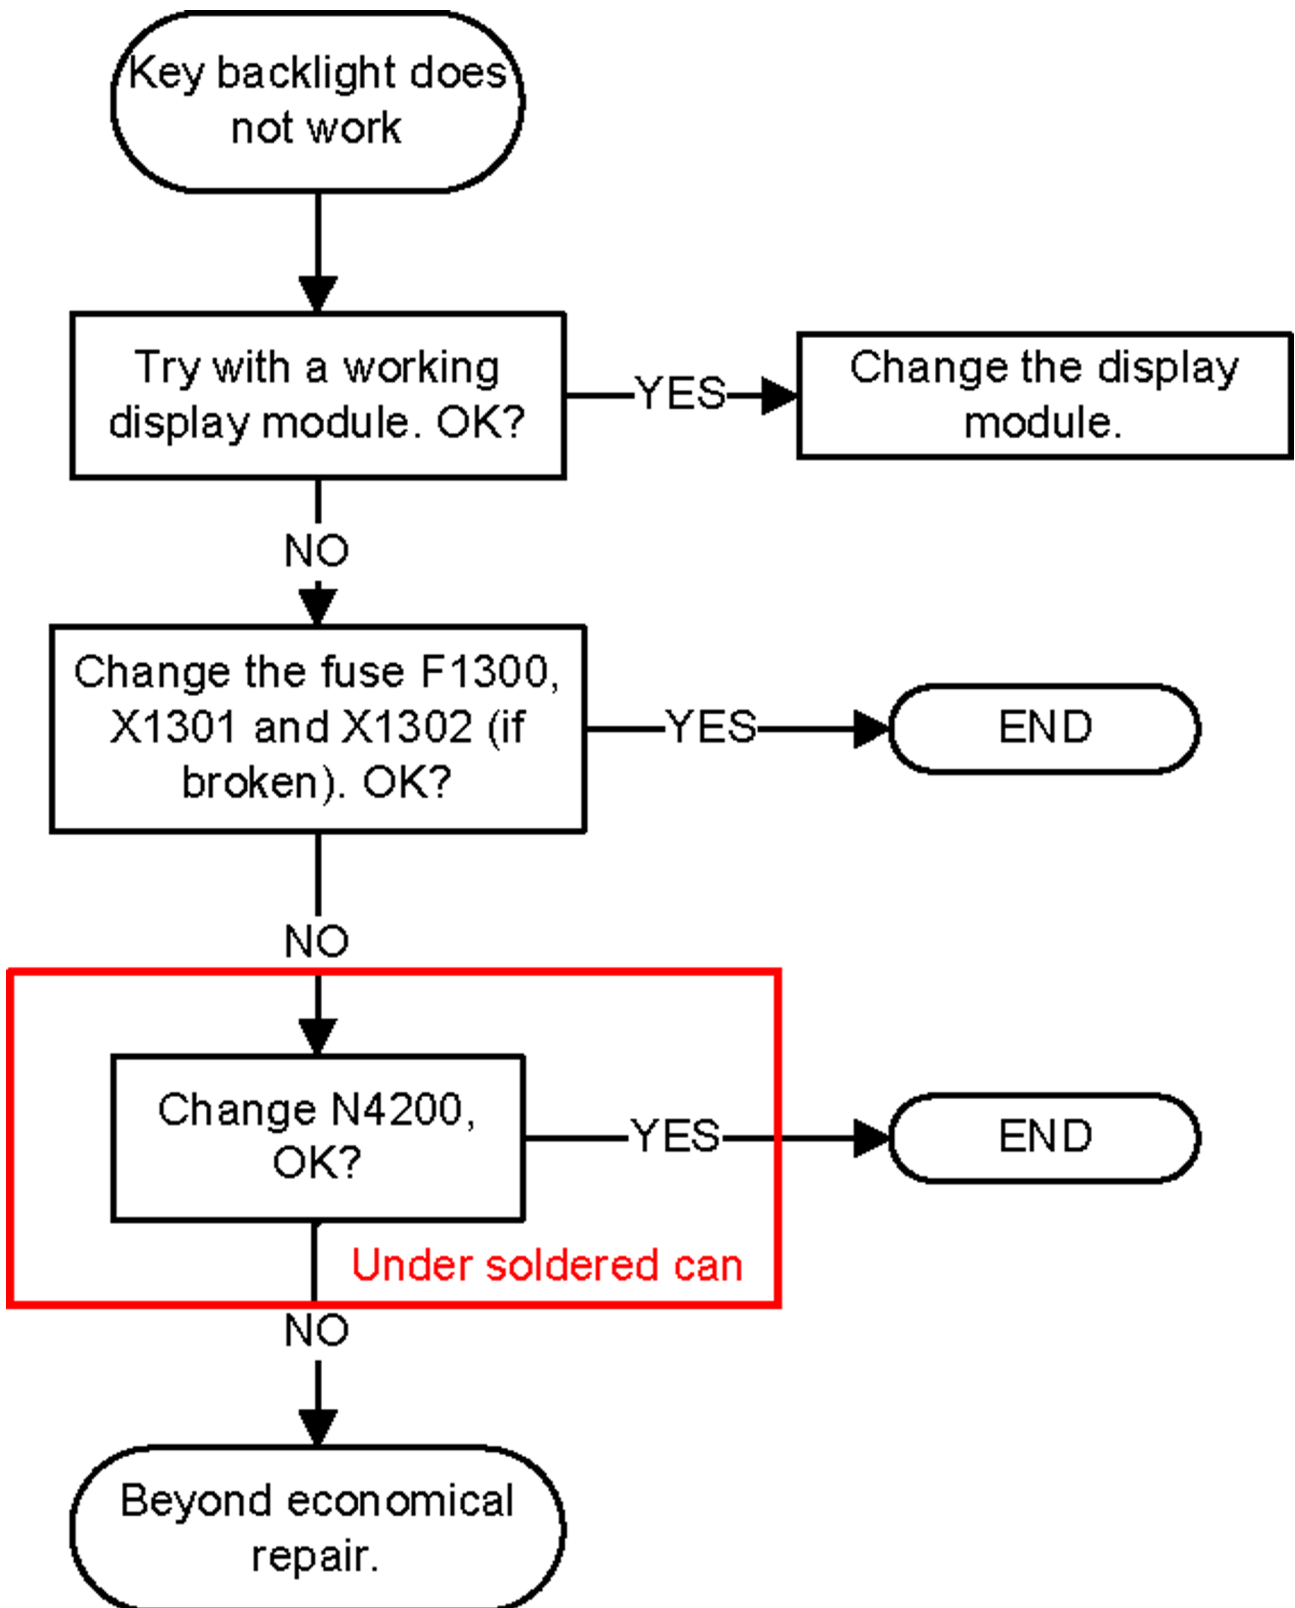 Key backlight does
not work
Try with a working
display module. OK?
YES
Change the display
module.
NO
Change the fuse F1300,
X1301 and X1302 (if
broken). OK?
YES
END
NO
Change N4200,
OK?
YES
END
Under soldered can
NO
Beyond economical
repair.